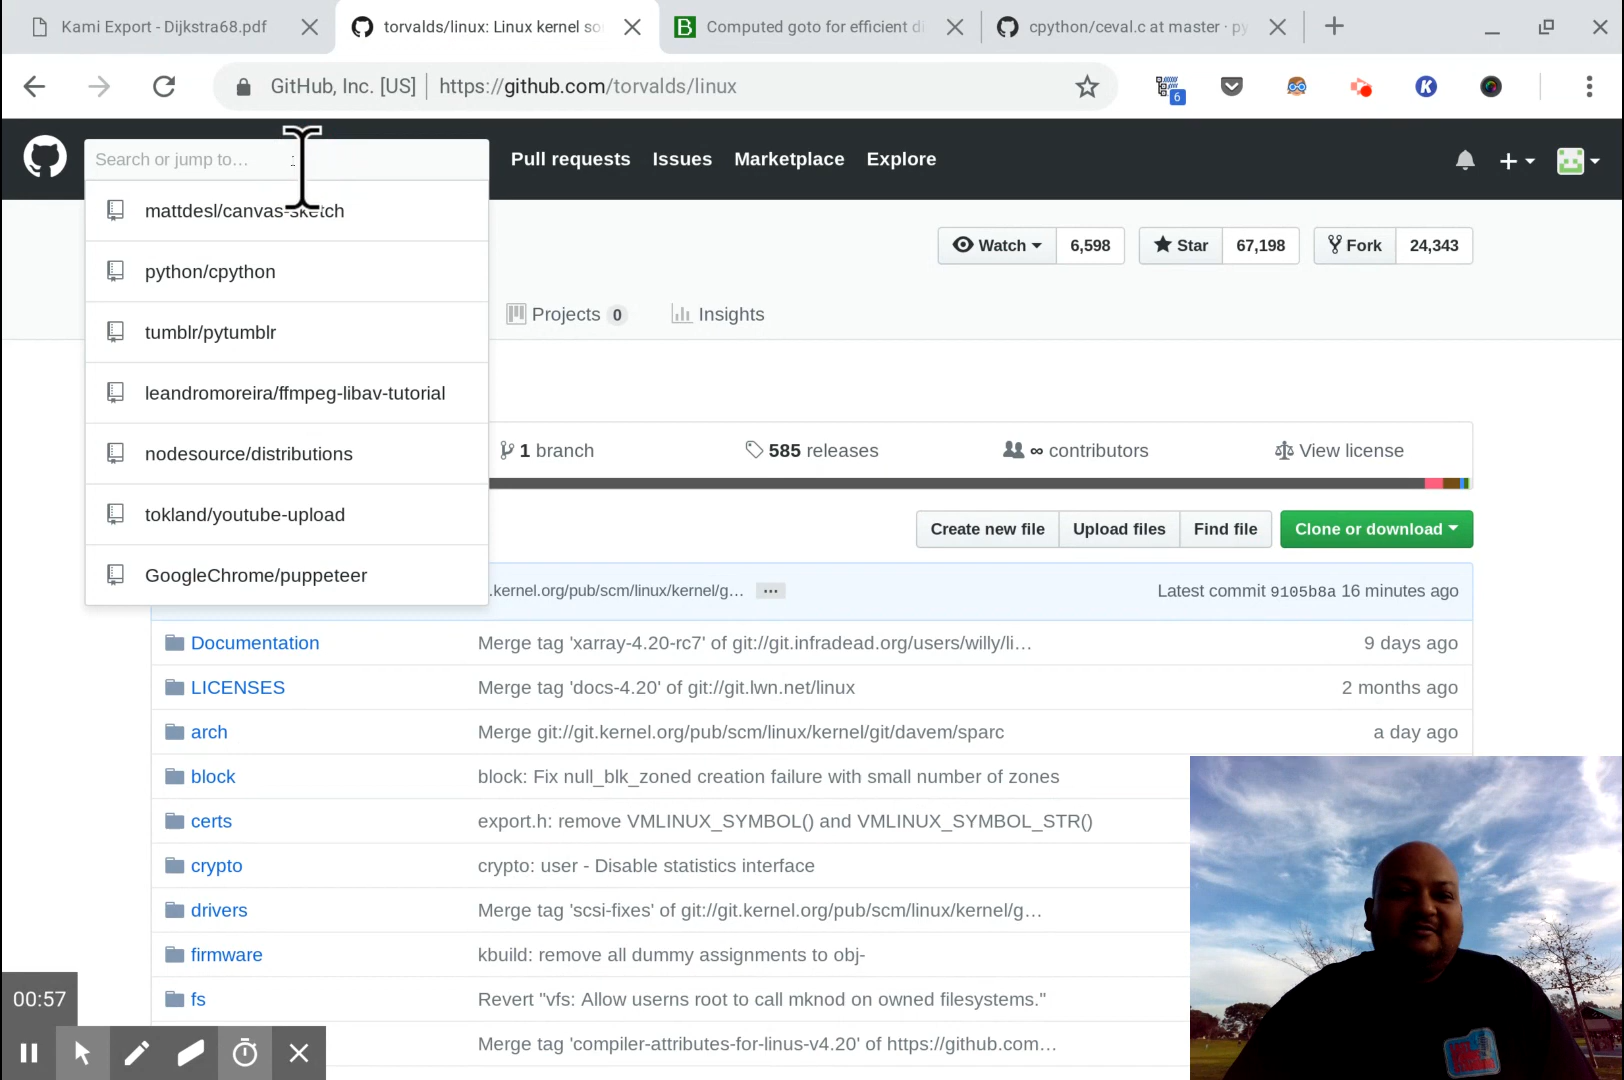 Kami Export - Dijkstra68.pdf
torvalds/linux: Linux kernel so
Computed goto for efficient di
cpython/ceval.c at master · py
GitHub, Inc. [US]
https://github.com/torvalds/linux
6
K
Search or jump to…
Pull requests
Issues
Marketplace
Explore
mattdesl/canvas-sketch
python/cpython
tumblr/pytumblr
leandromoreira/ffmpeg-libav-tutorial
nodesource/distributions
tokland/youtube-upload
GoogleChrome/puppeteer
Watch
6,598
Star
67,198
Fork
24,343
Projects 0
Insights
1 branch
585 releases
∞ contributors
View license
Create new file
Upload files
Find file
Clone or download
.kernel.org/pub/scm/linux/kernel/g… …
Latest commit 9105b8a 16 minutes ago
Documentation
Merge tag 'xarray-4.20-rc7' of git://git.infradead.org/users/willy/li…
9 days ago
LICENSES
Merge tag 'docs-4.20' of git://git.lwn.net/linux
2 months ago
arch
Merge git://git.kernel.org/pub/scm/linux/kernel/git/davem/sparc
a day ago
block
block: Fix null_blk_zoned creation failure with small number of zones
certs
export.h: remove VMLINUX_SYMBOL() and VMLINUX_SYMBOL_STR()
crypto
crypto: user - Disable statistics interface
drivers
Merge tag 'scsi-fixes' of git://git.kernel.org/pub/scm/linux/kernel/g…
firmware
kbuild: remove all dummy assignments to obj-
fs
Revert "vfs: Allow userns root to call mknod on owned filesystems."
Merge tag 'compiler-attributes-for-linus-v4.20' of https://github.com…
00:57